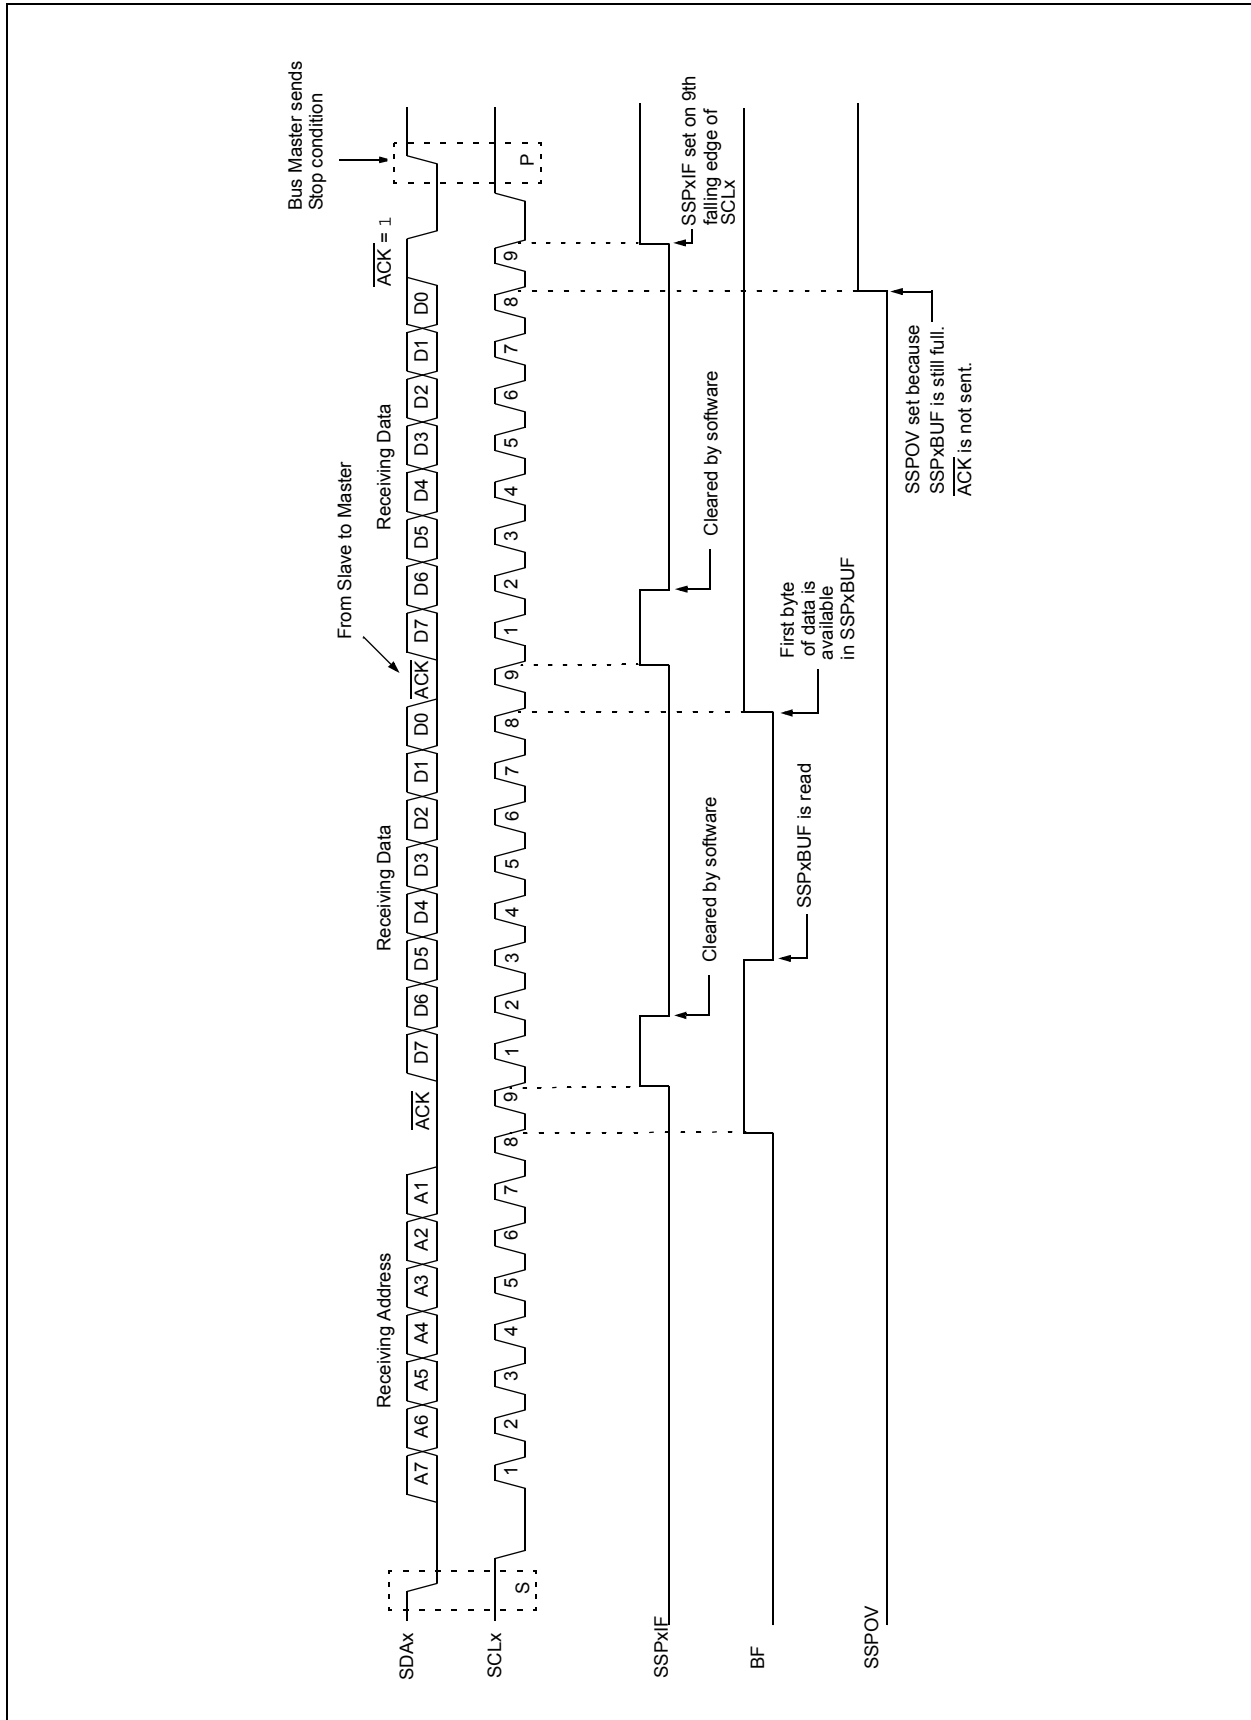 Bus Master sends
Stop condition
From Slave to Master
Receiving Address
Receiving Data
Receiving Data
ACK = 1
SDAx
A7 A6 A5 A4 A3 A2 A1 ACK D7 D6 D5 D4 D3 D2 D1 D0 ACK D7 D6 D5 D4 D3 D2 D1 D0
SCLx
S 1 2 3 4 5 6 7 8 9 1 2 3 4 5 6 7 8 9 1 2 3 4 5 6 7 8 9 P
SSPxIF
Cleared by software
Cleared by software
SSPxIF set on 9th
falling edge of
SCLx
BF
SSPxBUF is read
First byte
of data is
available
in SSPxBUF
SSPOV
SSPOV set because
SSPxBUF is still full.
ACK is not sent.